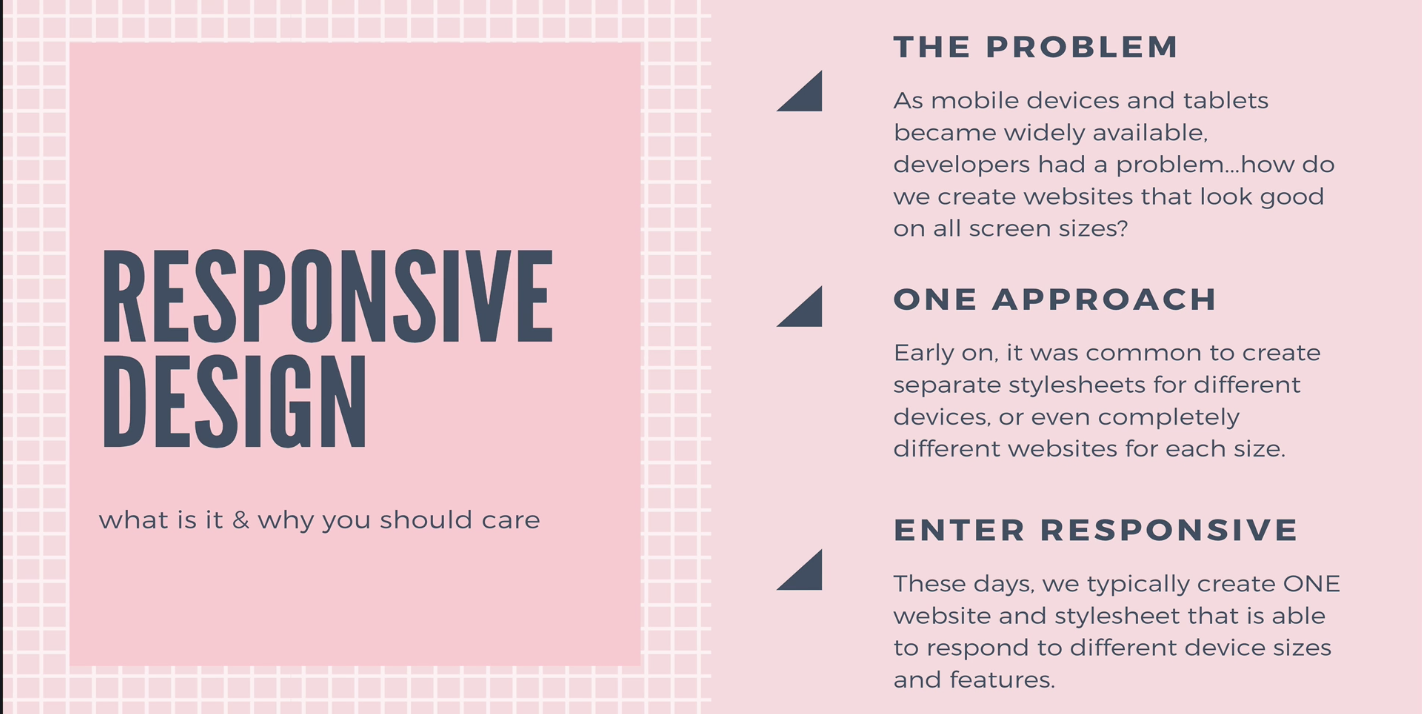 RESPONSIVE
DESIGN
what is it & why you should care
THE PROBLEM
As mobile devices and tablets
became widely available,
developers had a problem...how do
we create websites that look good
on all screen sizes?
ONE APPROACH
Early on, it was common to create
separate stylesheets for different
devices, or even completely
different websites for each size.
ENTER RESPONSIVE
These days, we typically create ONE
website and stylesheet that is able
to respond to different device sizes
and features.